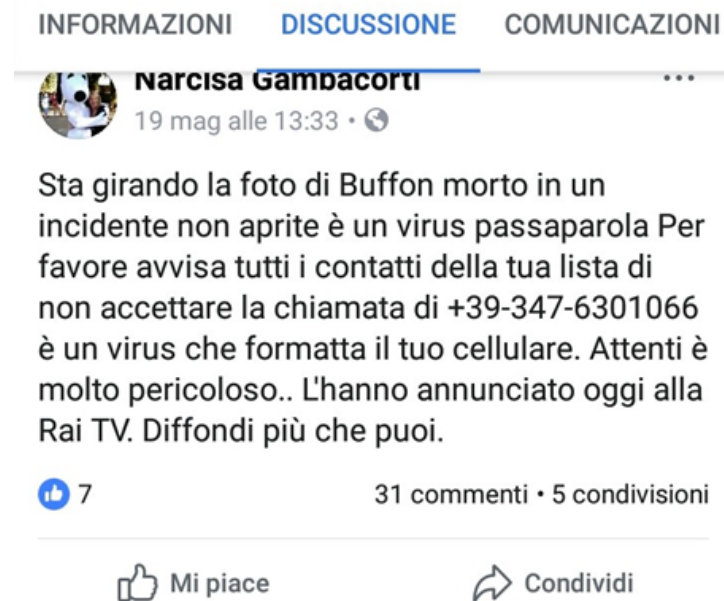 INFORMAZIONI DISCUSSIONE COMUNICAZIONI
Narcisa Gambacorti
19 mag alle 13:33 •
Sta girando la foto di Buffon morto in un
incidente non aprite è un virus passaparola Per
favore avvisa tutti i contatti della tua lista di
non accettare la chiamata di +39-347-6301066
è un virus che formatta il tuo cellulare. Attenti è
molto pericoloso.. L'hanno annunciato oggi alla
Rai TV. Diffondi più che puoi.
7 31 commenti • 5 condivisioni
Mi piace Condividi